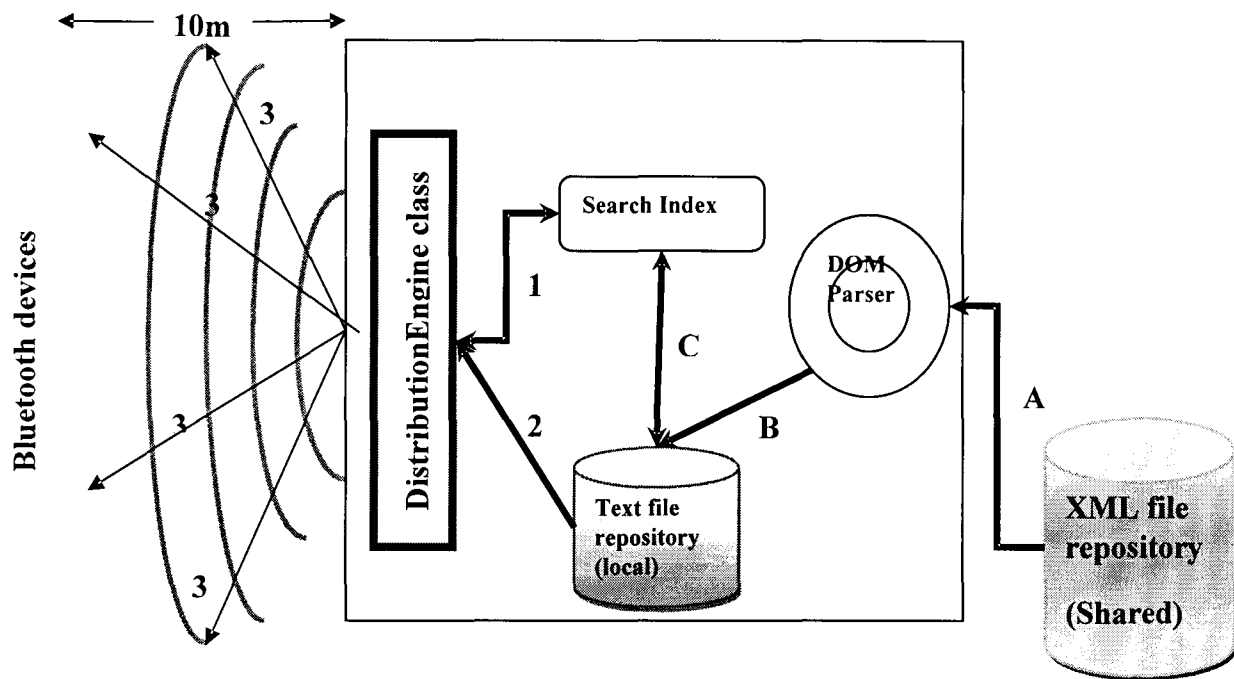 10m
3
3
3
3
Bluetooth devices
DistributionEngine class
1
2
Search Index
C
B
DOM
Parser
A
Text file
repository
(local)
XML file
repository
(Shared)